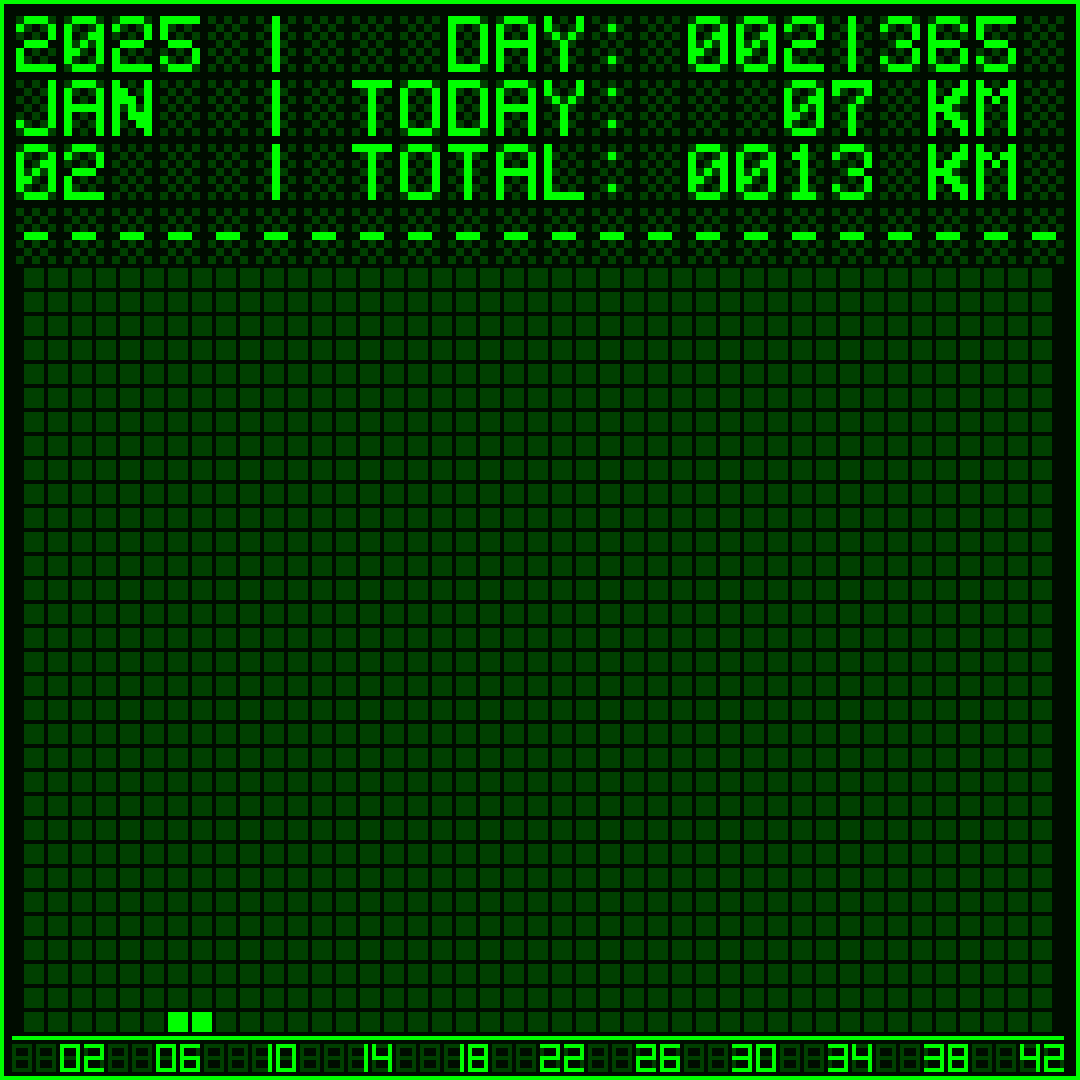 2025 | DAY: 002|365
JAN | TODAY: 07 KM
02 | TOTAL: 0013 KM
----------------------
02 06 10 14 18 22 26 30 34 38 42